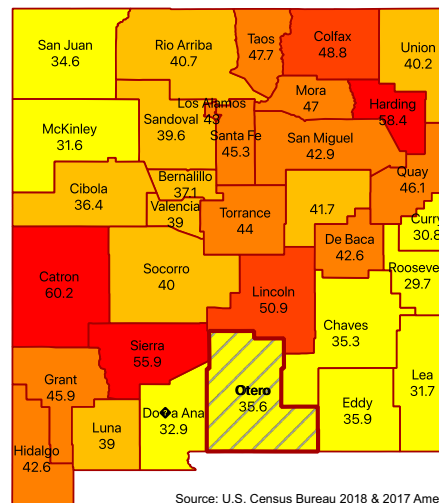 San Juan
34.6
Rio Arriba
40.7
Taos
47.7
Colfax
48.8
Union
40.2
Los Alamos
43
Mora
47
Harding
58.4
McKinley
31.6
Sandoval
39.6
Santa Fe
45.3
San Miguel
42.9
Quay
46.1
Cibola
36.4
Bernalillo
37.1
Valencia
39
Torrance
44
41.7
Curry
30.8
De Baca
42.6
Roosevel
29.7
Catron
60.2
Socorro
40
Lincoln
50.9
Chaves
35.3
Sierra
55.9
Lea
31.7
Grant
45.9
Do�a Ana
32.9
Otero
35.6
Eddy
35.9
Luna
39
Hidalgo
42.6
Source: U.S. Census Bureau 2018 & 2017 Ame